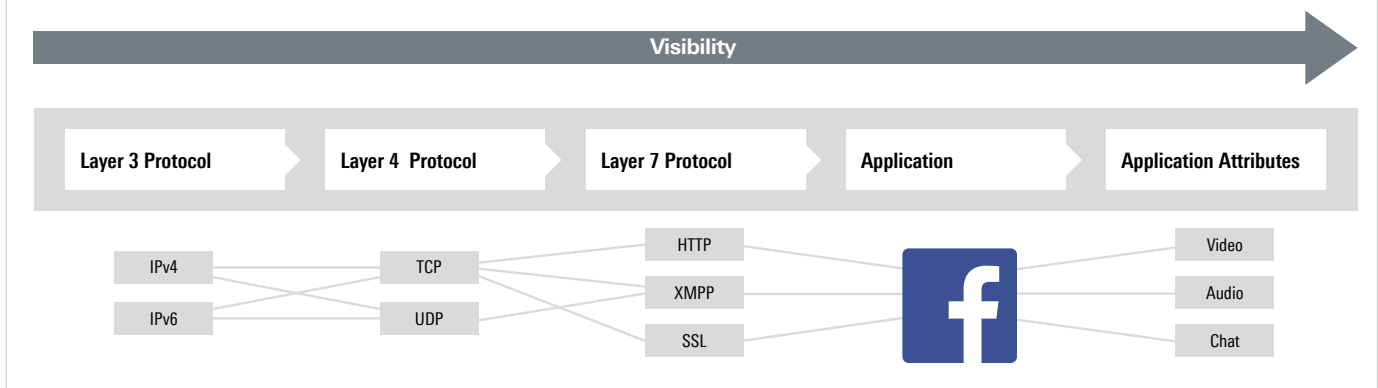 Visibility
Layer 3 Protocol
Layer 4 Protocol
Layer 7 Protocol
Application
Application Attributes
IPv4
IPv6
TCP
UDP
HTTP
XMPP
SSL
f
Video
Audio
Chat